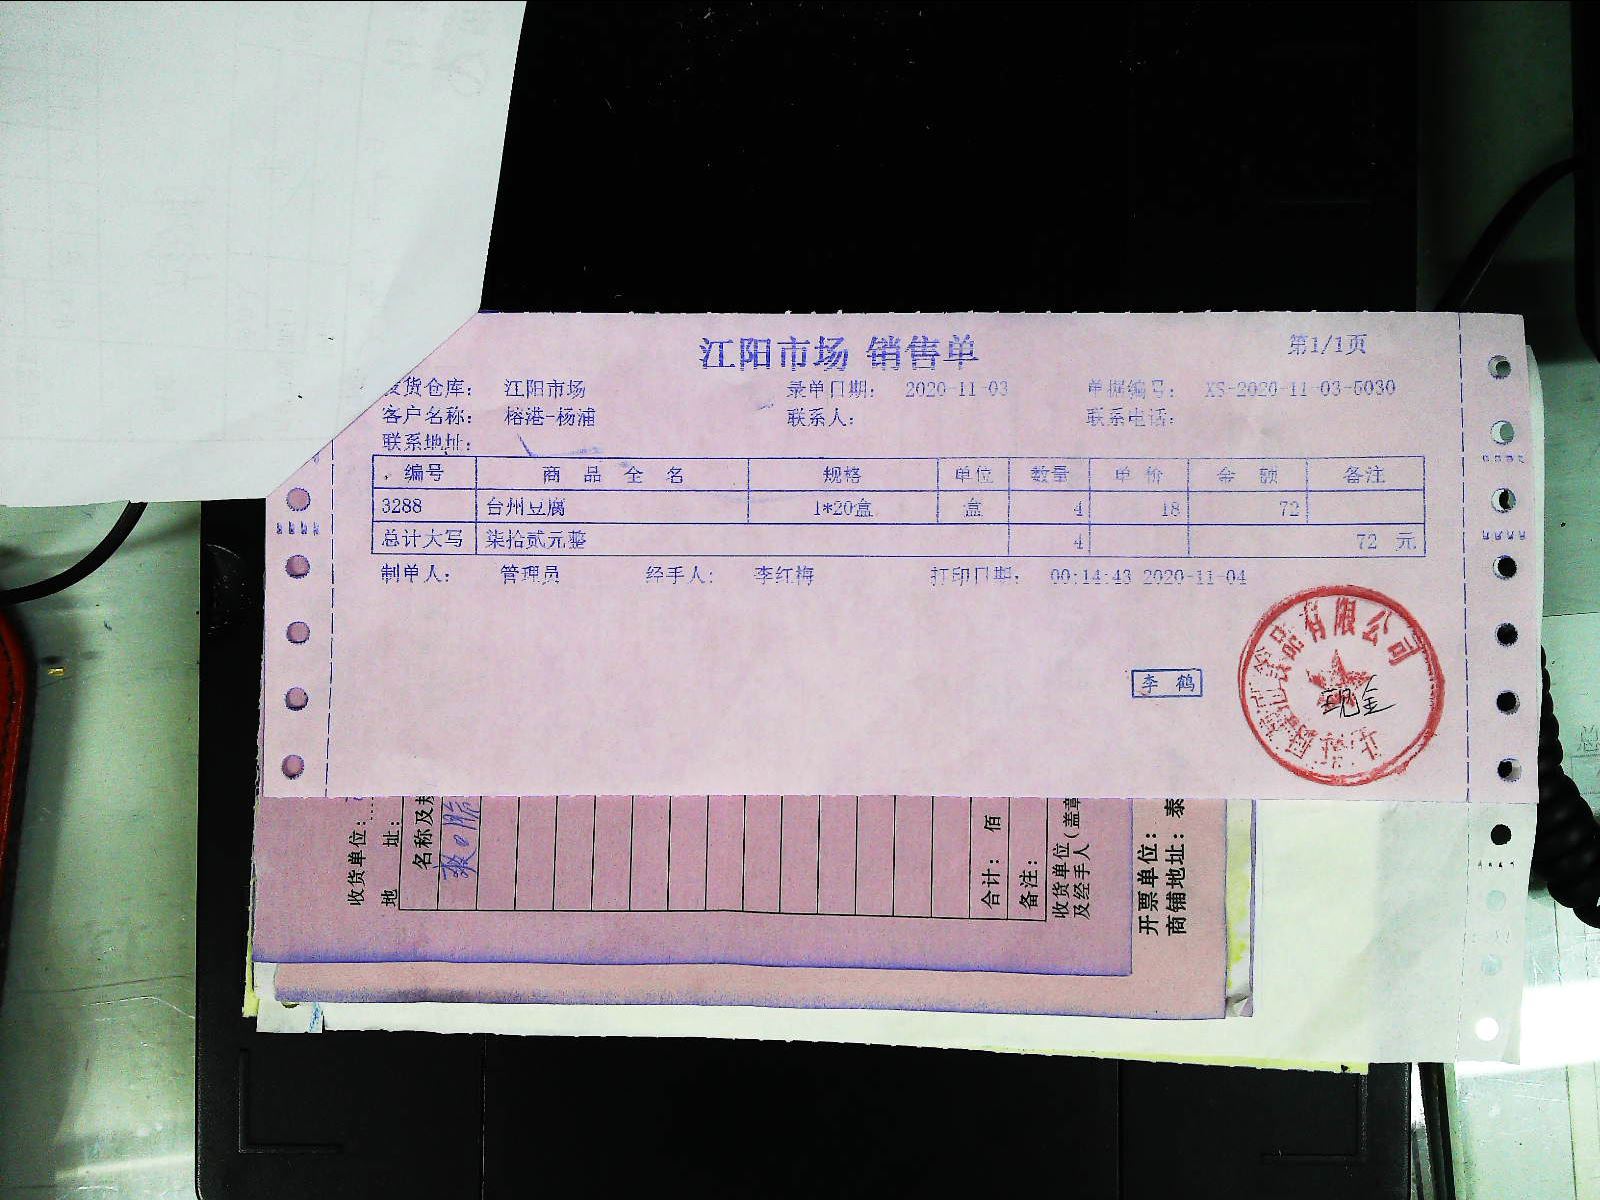 江阳市场 销售单
第1/1页
发货仓库： 江阳市场 录单日期： 2020-11-03 单据编号： XS-2020-11-03-5030
客户名称： 榕港-杨浦 联系人： 联系电话：
联系地址：
编号 商品全名 规格 单位 数量 单价 金额 备注
3288 台州豆腐 1*20盒 盒 4 18 72
总计大写 柒拾贰元整 4 72 元
制单人： 管理员 经手人： 李红梅 打印日期： 00:14:43 2020-11-04
李鹤
品有限公司
现金
收货单位：
地 址：
名称及规
合计： 佰
备注：
收货单位（盖章
及经手人
开票单位：
商铺地址：泰